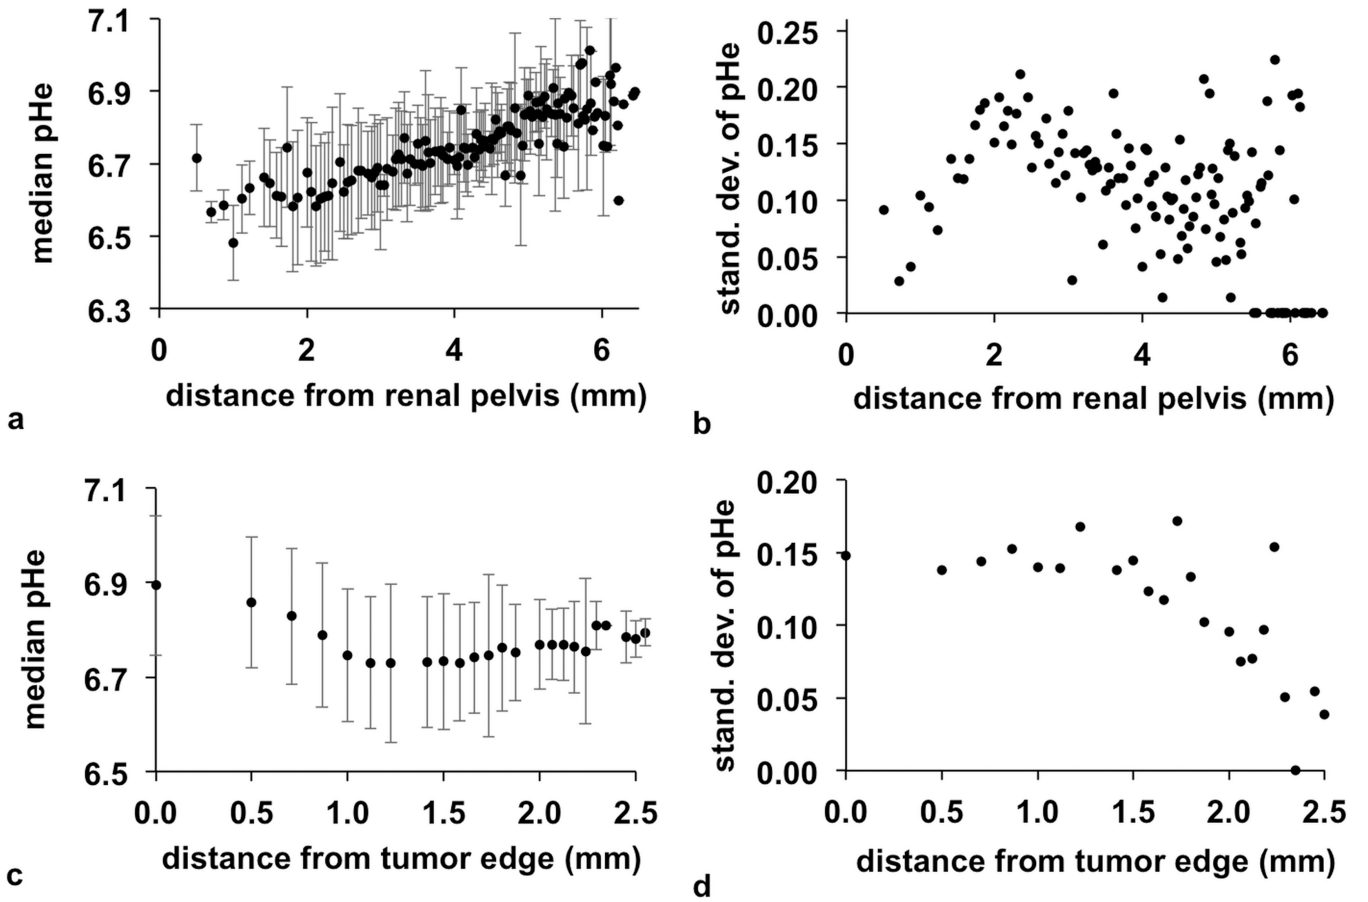 7.1
6.9
6.7
6.5
6.3
median pHe
0 2 4 6
distance from renal pelvis (mm)
a
0.25
0.20
0.15
0.10
0.05
0.00
stand. dev. of pHe
0 2 4 6
distance from renal pelvis (mm)
b
7.1
6.9
6.7
6.5
median pHe
0.0 0.5 1.0 1.5 2.0 2.5
distance from tumor edge (mm)
c
0.20
0.15
0.10
0.05
0.00
stand. dev. of pHe
0.0 0.5 1.0 1.5 2.0 2.5
distance from tumor edge (mm)
d